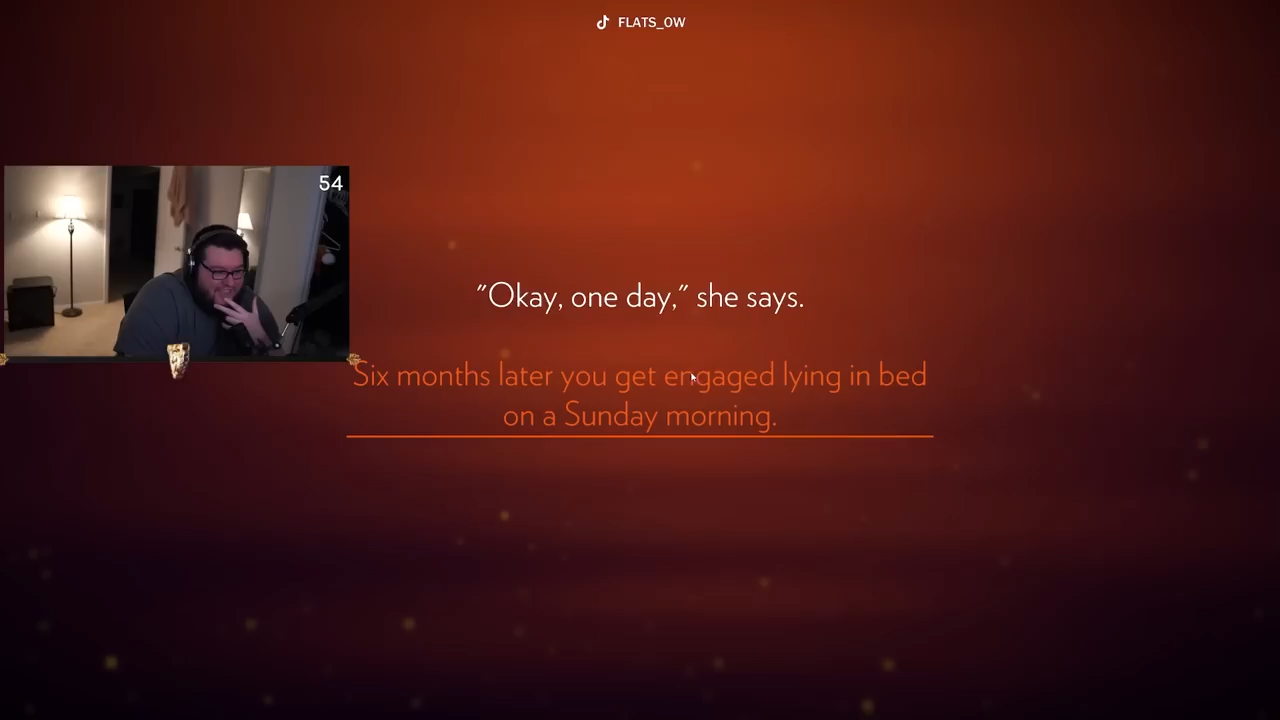 FLATS_OW
54
"Okay, one day," she says.
Six months later you get engaged lying in bed
on a Sunday morning.